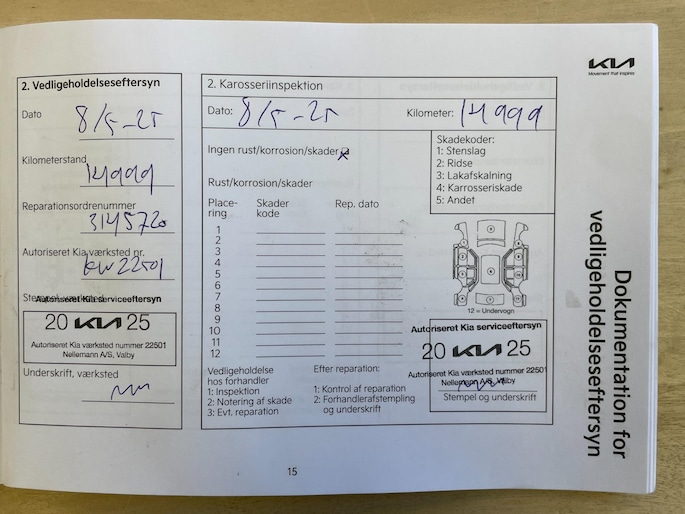 KIA
Movement that inspires
Dokumentation for
vedligeholdelseseftersyn
2. Vedligeholdelseseftersyn
Dato 8/5-25
Kilometerstand 14999
Reparationsordrenummer
3145720
Autoriseret Kia værksted nr.
KW22501
Stempel, værksted
Autoriseret Kia serviceeftersyn
20 KIA 25
Autoriseret Kia værksted nummer 22501
Nellemann A/S, Valby
Underskrift, værksted
2. Karosseriinspektion
Dato: 8/5-25 Kilometer: 14999
Ingen rust/korrosion/skader x
Rust/korrosion/skader
Place- Skader Rep. dato
ring kode
1
2
3
4
5
6
7
8
9
10
11
12
Skadekoder:
1: Stenslag
2: Ridse
3: Lakafskalning
4: Karrosseriskade
5: Andet
12 = Undervogn
Autoriseret Kia serviceeftersyn
20 KIA 25
Autoriseret Kia værksted nummer 22501
Nellemann A/S, Valby
Stempel og underskrift
Vedligeholdelse
hos forhandler
1: Inspektion
2: Notering af skade
3: Evt. reparation
Efter reparation:
1: Kontrol af reparation
2: Forhandlerafstempling
og underskrift
15